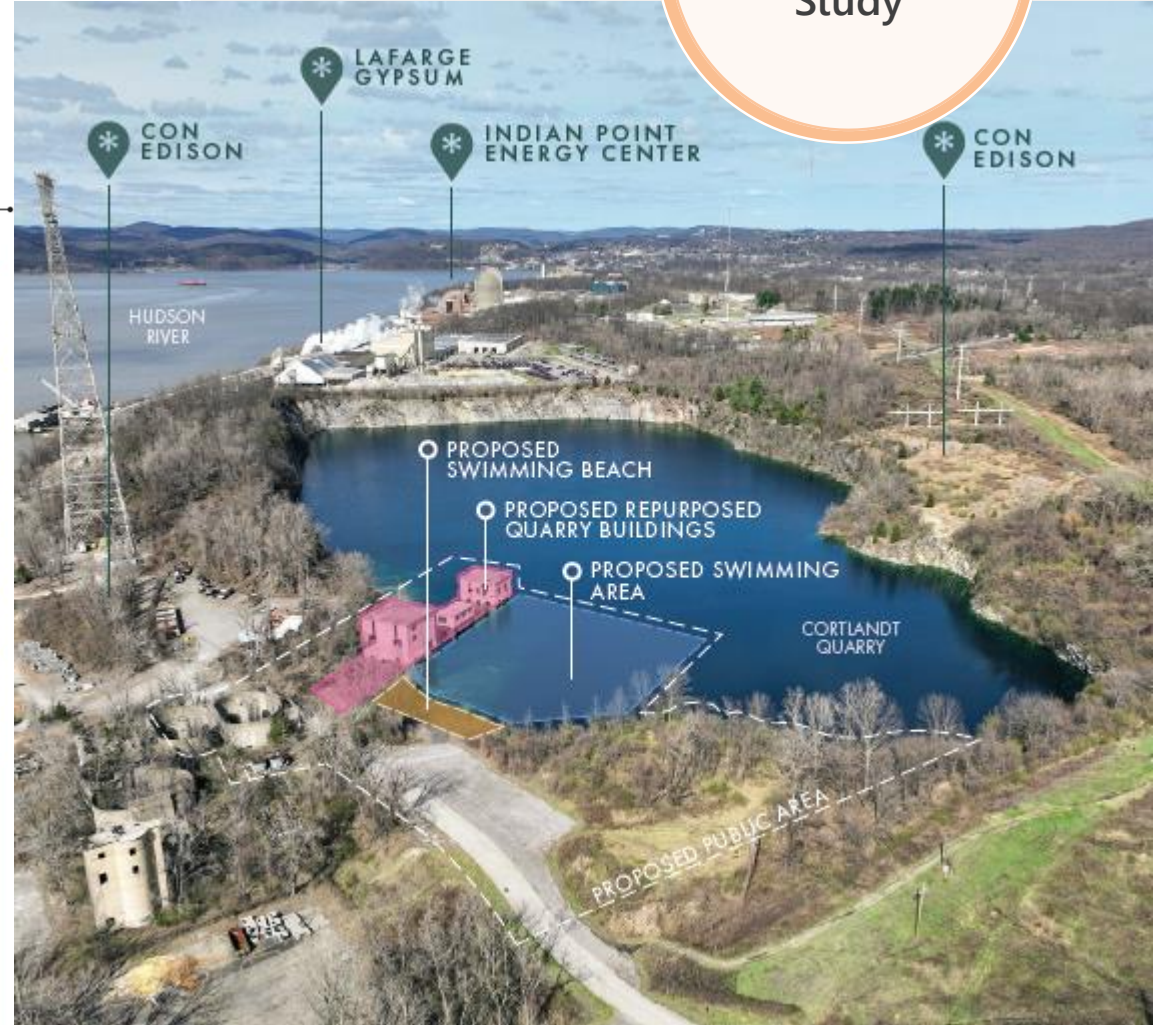 Study
LAFARGE
GYPSUM
CON
EDISON
INDIAN POINT
ENERGY CENTER
CON
EDISON
HUDSON
RIVER
PROPOSED
SWIMMING BEACH
PROPOSED REPURPOSED
QUARRY BUILDINGS
PROPOSED SWIMMING
AREA
CORTLANDT
QUARRY
PROPOSED PUBLIC AREA